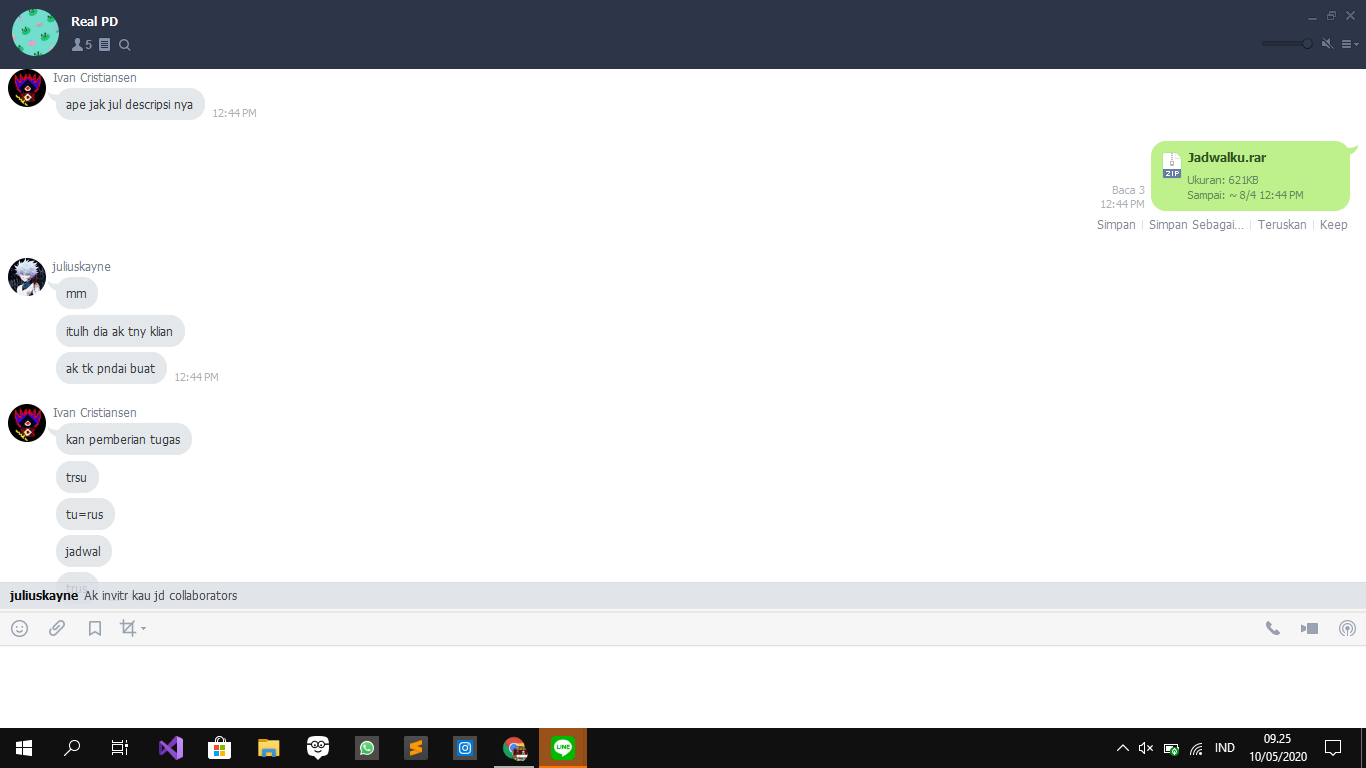 Real PD
5
Ivan Cristiansen
ape jak jul descripsi nya
12:44 PM
Jadwalku.rar
ZIP
Ukuran: 621KB
Sampai: ~ 8/4 12:44 PM
Baca 3
12:44 PM
Simpan
Simpan Sebagai...
Teruskan
Keep
juliuskayne
mm
itulh dia ak tny klian
ak tk pndai buat
12:44 PM
Ivan Cristiansen
kan pemberian tugas
trsu
tu=rus
jadwal
trus
juliuskayne Ak invitr kau jd collaborators
LINE
IND
09.25
10/05/2020